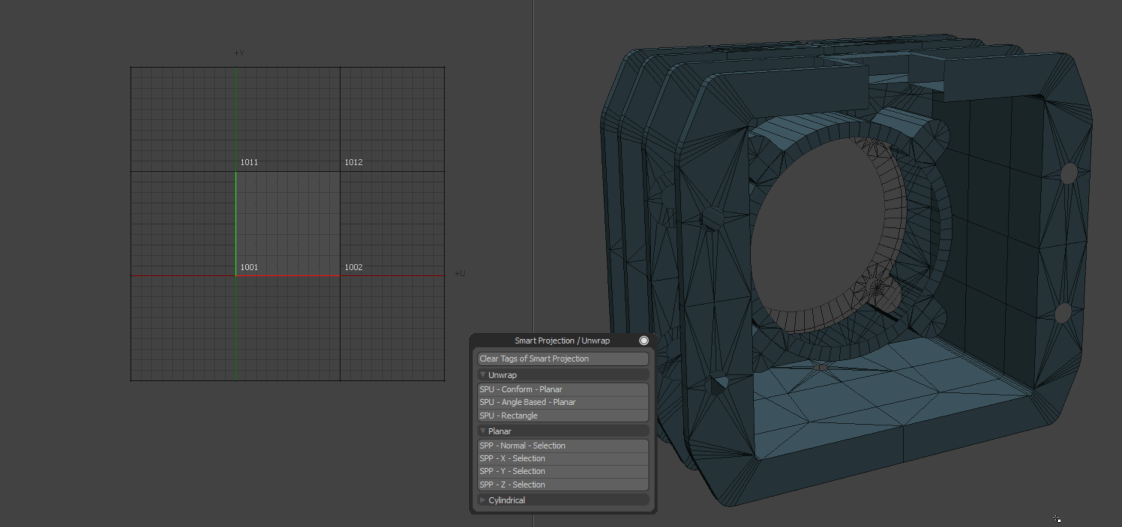 +V
1011
1012
1001
1002
+U
Smart Projection / Unwrap
Clear Tags of Smart Projection
Unwrap
SPU - Conform - Planar
SPU - Angle Based - Planar
SPU - Rectangle
Planar
SPP - Normal - Selection
SPP - X - Selection
SPP - Y - Selection
SPP - Z - Selection
Cylindrical